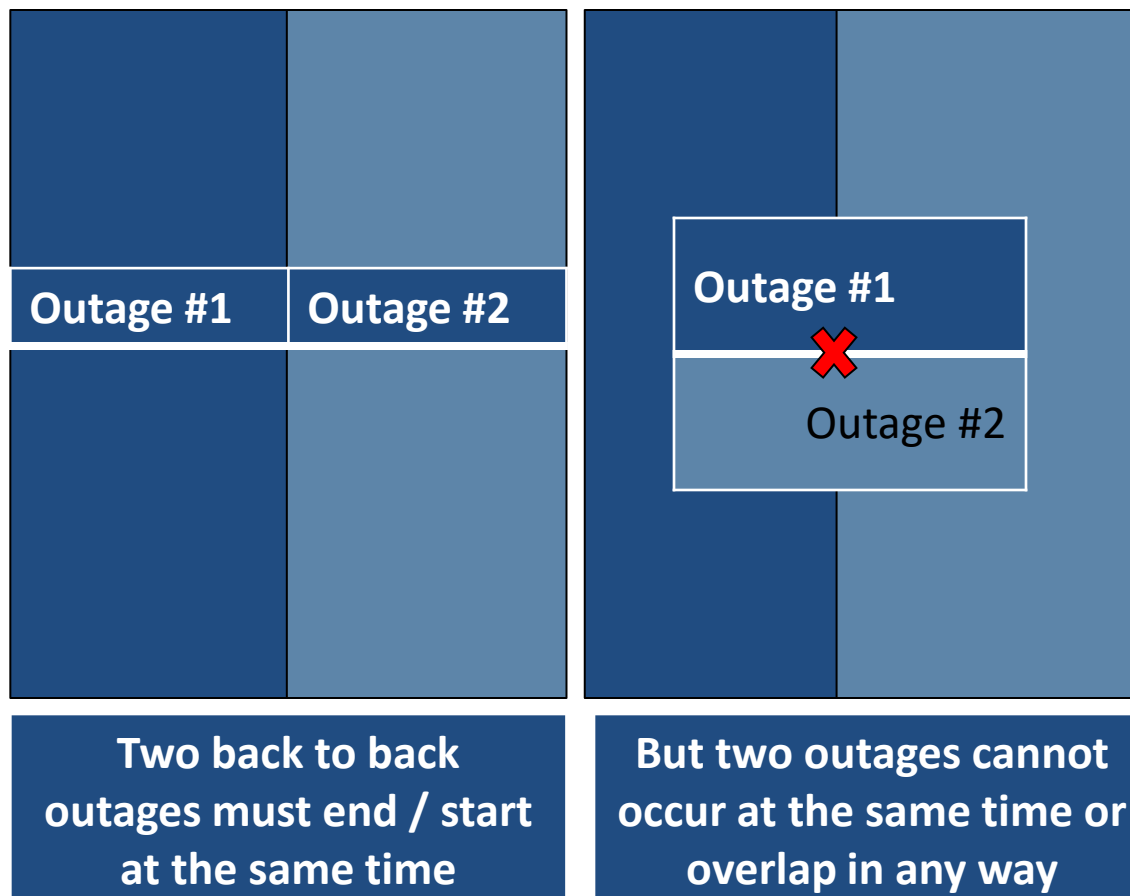 Outage #1
Outage #2
Outage #1
Outage #2
Two back to back
outages must end / start
at the same time
But two outages cannot
occur at the same time or
overlap in any way